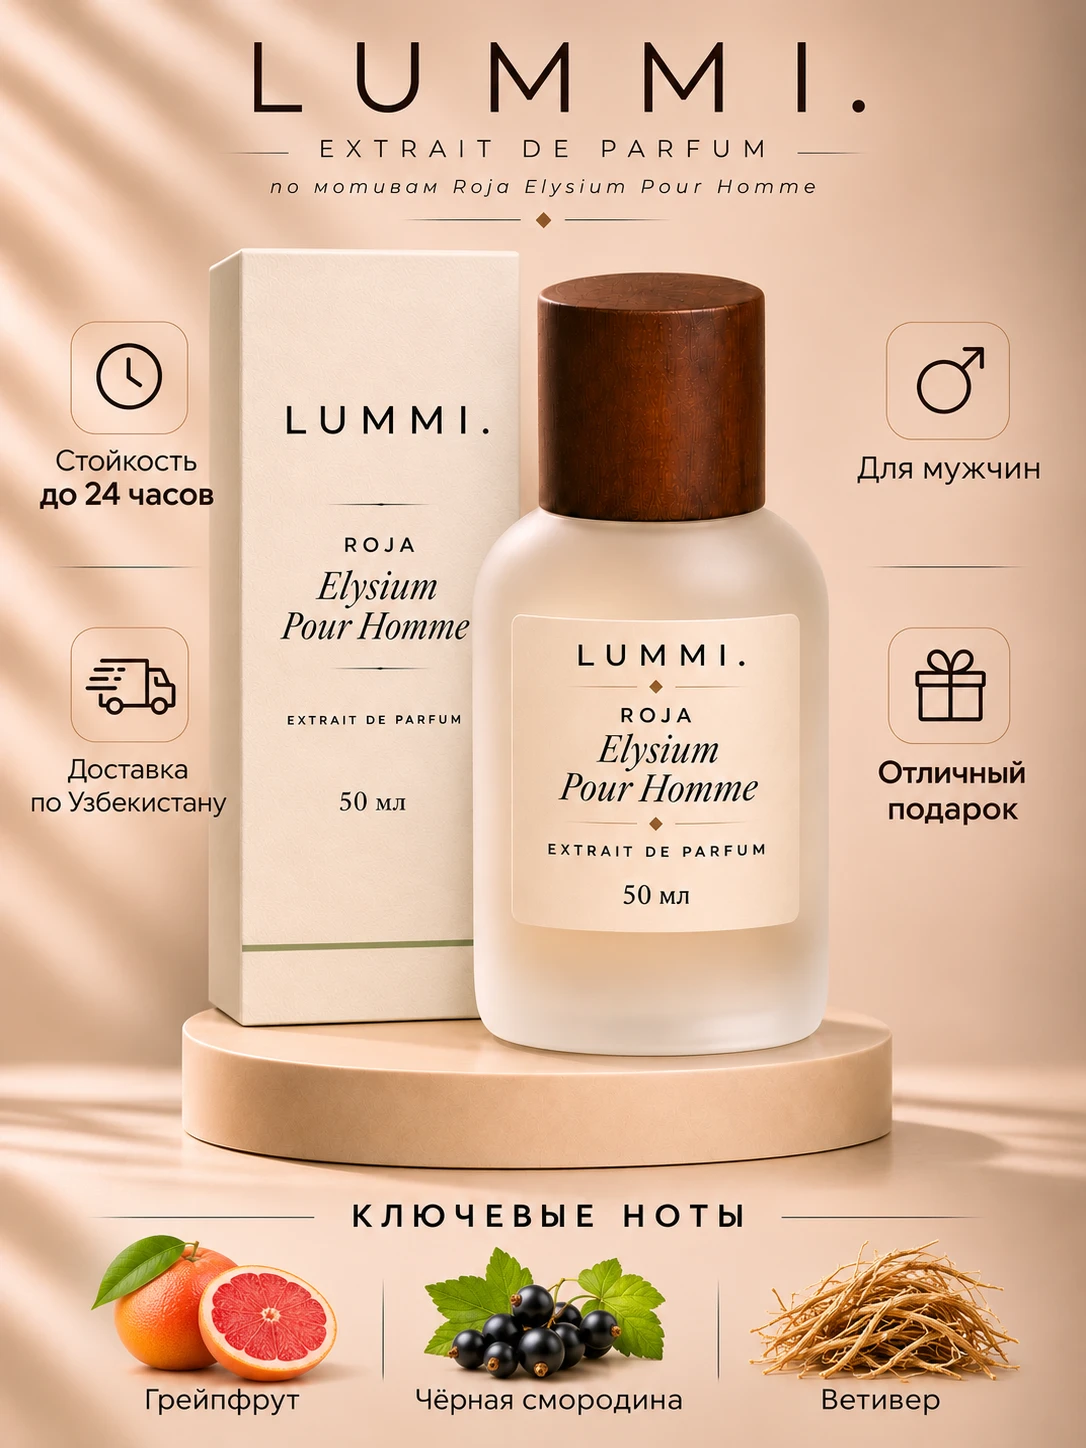 LUMMI.
EXTRAIT DE PARFUM
по мотивам Roja Elysium Pour Homme
Стойкость
до 24 часов
Для мужчин
Доставка
по Узбекистану
Отличный
подарок
LUMMI.
ROJA
Elysium
Pour Homme
EXTRAIT DE PARFUM
50 мл
LUMMI.
ROJA
Elysium
Pour Homme
EXTRAIT DE PARFUM
50 мл
КЛЮЧЕВЫЕ НОТЫ
Грейпфрут
Чёрная смородина
Ветивер